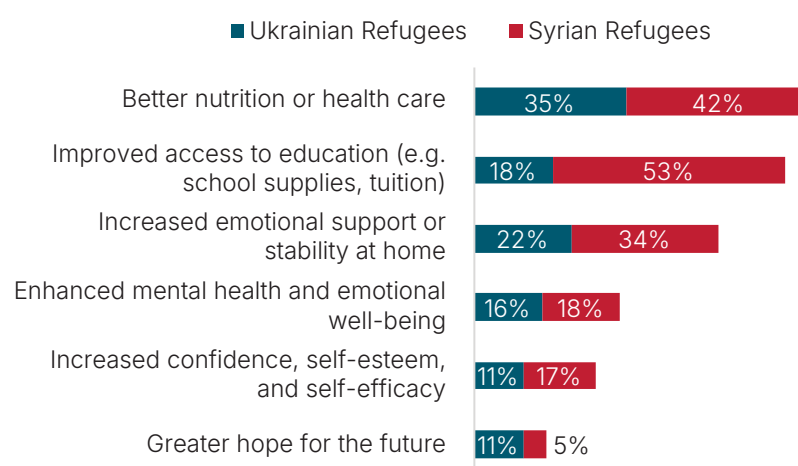 Ukrainian Refugees Syrian Refugees
Better nutrition or health care 35% 42%
Improved access to education (e.g.
school supplies, tuition) 18% 53%
Increased emotional support or
stability at home 22% 34%
Enhanced mental health and emotional
well-being 16% 18%
Increased confidence, self-esteem,
and self-efficacy 11% 17%
Greater hope for the future 11% 5%